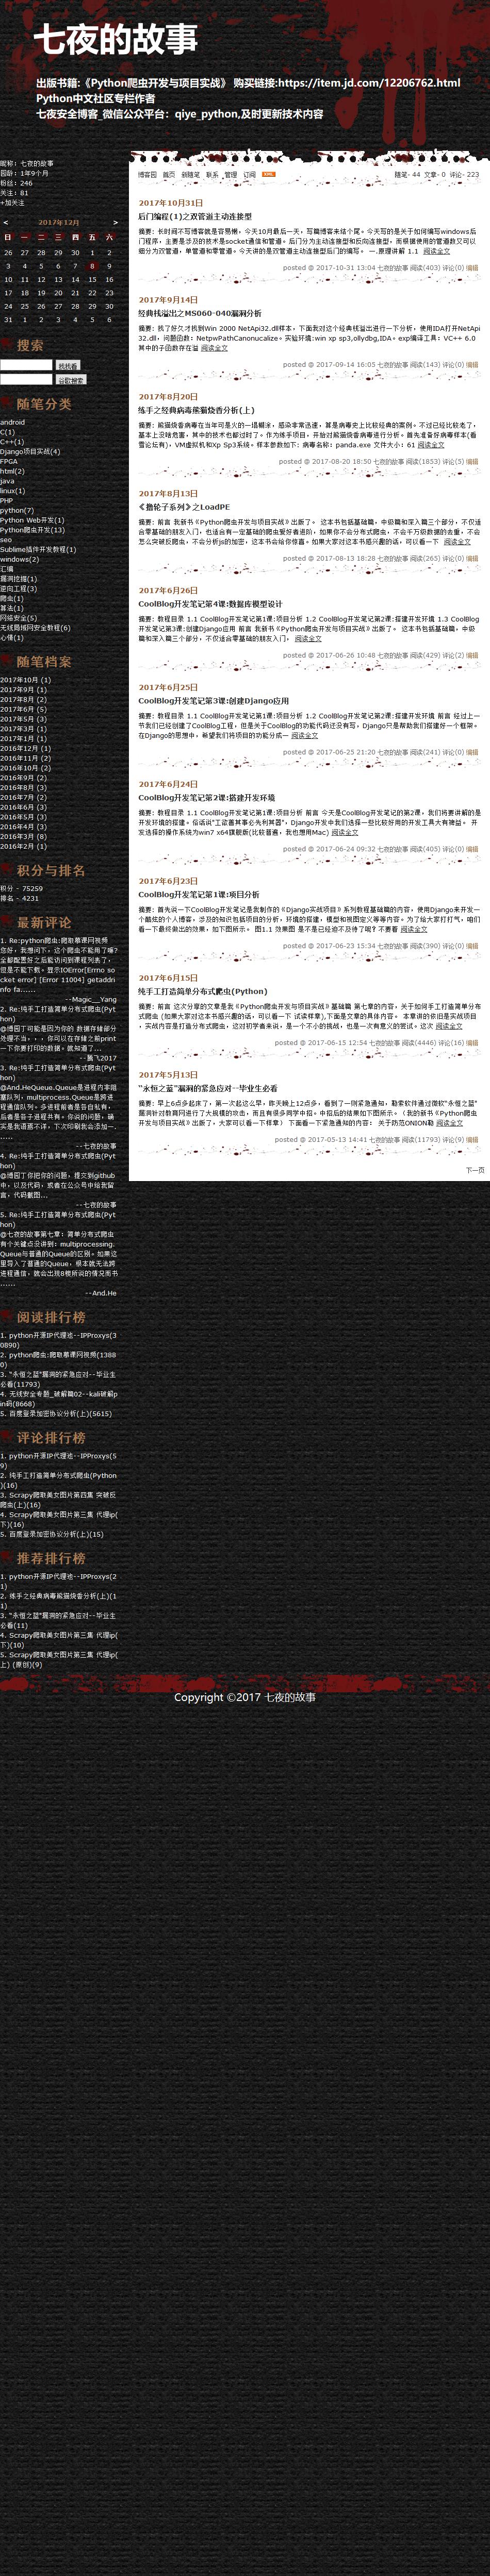 七夜的故事
出版书籍:《Python爬虫开发与项目实战》 购买链接:https://item.jd.com/12206762.html
Python中文社区专栏作者
七夜安全博客_微信公众平台：qiye_python,及时更新技术内容
昵称：七夜的故事
园龄：1年9个月
粉丝：246
关注：81
+加关注
< 2017年12月 >
日 一 二 三 四 五 六
26 27 28 29 30 1 2
3 4 5 6 7 8 9
10 11 12 13 14 15 16
17 18 19 20 21 22 23
24 25 26 27 28 29 30
31 1 2 3 4 5 6
搜索
找找看
谷歌搜索
随笔分类
android
C(1)
C++(1)
Django项目实战(4)
FPGA
html(2)
java
linux(1)
PHP
python(7)
Python Web开发(1)
Python爬虫开发(13)
seo
Sublime插件开发教程(1)
windows(2)
汇编
漏洞挖掘(1)
逆向工程(3)
爬虫(1)
算法(1)
网络安全(5)
无线局域网安全教程(6)
心情(1)
随笔档案
2017年10月 (1)
2017年9月 (1)
2017年8月 (2)
2017年6月 (5)
2017年5月 (3)
2017年3月 (1)
2017年1月 (1)
2016年12月 (1)
2016年11月 (2)
2016年10月 (2)
2016年9月 (2)
2016年8月 (3)
2016年7月 (2)
2016年6月 (3)
2016年5月 (3)
2016年4月 (3)
2016年3月 (8)
2016年2月 (1)
积分与排名
积分 - 75259
排名 - 4231
最新评论
1. Re:python爬虫:爬取慕课网视频
您好，我想问下，这个爬虫不能用了嘛?
全都配置好之后能访问到课程列表了，
但是不能下载。显示IOError[Errno so
cket error] [Errno 11004] getaddri
nfo fa......
--Magic__Yang
2. Re:纯手工打造简单分布式爬虫(Pyt
hon)
@博园丁可能是因为你的 数据存储部分
处理不当，，，你可以在存储之前print
一下你要打印的数据，就知道了...
--腾飞2017
3. Re:纯手工打造简单分布式爬虫(Pyt
hon)
@And.HeQueue.Queue是进程内非阻
塞队列，multiprocess.Queue是跨进
程通信队列。多进程前者是各自私有，
后者是各子进程共有。你说的问题，确
实是我语焉不详，下次印刷我会添加一.
.....
--七夜的故事
4. Re:纯手工打造简单分布式爬虫(Pyt
hon)
@博园丁你把你的问题，提交到github
中，以及代码，或者在公众号中给我留
言，代码截图...
--七夜的故事
5. Re:纯手工打造简单分布式爬虫(Pyt
hon)
@七夜的故事第七章：简单分布式爬虫
有个关键点没讲到：multiprocessing.
Queue与普通的Queue的区别。如果这
里导入了普通的Queue，根本就无法跨
进程通信，就会出现8楼所说的情况而书
......
--And.He
阅读排行榜
1. python开源IP代理池--IPProxys(3
0890)
2. python爬虫:爬取慕课网视频(1388
0)
3. "永恒之蓝"漏洞的紧急应对--毕业生
必看(11793)
4. 无线安全专题_破解篇02--kali破解p
in码(8668)
5. 百度登录加密协议分析(上)(5615)
评论排行榜
1. python开源IP代理池--IPProxys(5
9)
2. 纯手工打造简单分布式爬虫(Python
)(16)
3. Scrapy爬取美女图片第四集 突破反
爬虫(上)(16)
4. Scrapy爬取美女图片第三集 代理ip(
下)(16)
5. 百度登录加密协议分析(上)(15)
推荐排行榜
1. python开源IP代理池--IPProxys(2
1)
2. 练手之经典病毒熊猫烧香分析(上)(1
1)
3. "永恒之蓝"漏洞的紧急应对--毕业生
必看(11)
4. Scrapy爬取美女图片第三集 代理ip(
下)(10)
5. Scrapy爬取美女图片第三集 代理ip(
上) (原创)(9)
博客园 首页 新随笔 联系 管理 订阅 XML 随笔- 44 文章- 0 评论- 223
2017年10月31日
后门编程(1)之双管道主动连接型
摘要: 长时间不写博客就是容易懒，今天10月最后一天，写篇博客来结个尾。今天写的是关于如何编写windows后
门程序，主要是涉及的技术是socket通信和管道。后门分为主动连接型和反向连接型，而根据使用的管道数又可以
细分为双管道，单管道和零管道。今天讲的是双管道主动连接型后门的编写。 一.原理讲解 1.1 阅读全文
posted @ 2017-10-31 13:04 七夜的故事 阅读(403) 评论(0) 编辑
2017年9月14日
经典栈溢出之MS060-040漏洞分析
摘要: 找了好久才找到Win 2000 NetApi32.dll样本，下面我对这个经典栈溢出进行一下分析，使用IDA打开NetApi
32.dll，问题函数：NetpwPathCanonucalize。实验环境:win xp sp3,ollydbg,IDA。exp编译工具：VC++ 6.0
其中的子函数存在溢 阅读全文
posted @ 2017-09-14 16:05 七夜的故事 阅读(143) 评论(0) 编辑
2017年8月20日
练手之经典病毒熊猫烧香分析(上)
摘要: 熊猫烧香病毒在当年可是火的一塌糊涂，感染非常迅速，算是病毒史上比较经典的案例。不过已经比较老了，
基本上没啥危害，其中的技术也都过时了。作为练手项目，开始对熊猫烧香病毒进行分析。首先准备好病毒样本(看
雪论坛有)，VM虚拟机和Xp Sp3系统。样本参数如下: 病毒名称：panda.exe 文件大小：61 阅读全文
posted @ 2017-08-20 18:50 七夜的故事 阅读(1853) 评论(5) 编辑
2017年8月13日
《撸轮子系列》之LoadPE
摘要: 前言 我新书《Python爬虫开发与项目实战》出版了。 这本书包括基础篇，中级篇和深入篇三个部分，不仅适
合零基础的朋友入门，也适合有一定基础的爬虫爱好者进阶，如果你不会分布式爬虫，不会千万级数据的去重，不会
怎么突破反爬虫，不会分析js的加密，这本书会给你惊喜。如果大家对这本书感兴趣的话，可以看一下 阅读全文
posted @ 2017-08-13 18:28 七夜的故事 阅读(265) 评论(0) 编辑
2017年6月26日
CoolBlog开发笔记第4课:数据库模型设计
摘要: 教程目录 1.1 CoolBlog开发笔记第1课:项目分析 1.2 CoolBlog开发笔记第2课:搭建开发环境 1.3 CoolBlog
开发笔记第3课:创建Django应用 前言 我新书《Python爬虫开发与项目实战》出版了。 这本书包括基础篇，中级
篇和深入篇三个部分，不仅适合零基础的朋友入门， 阅读全文
posted @ 2017-06-26 10:48 七夜的故事 阅读(429) 评论(2) 编辑
2017年6月25日
CoolBlog开发笔记第3课:创建Django应用
摘要: 教程目录 1.1 CoolBlog开发笔记第1课:项目分析 1.2 CoolBlog开发笔记第2课:搭建开发环境 前言 经过上一
节我们已经创建了CoolBlog工程，但是关于CoolBlog的功能代码还没有写。Django只是帮助我们搭建好一个框架，
在Django的思想中，希望我们将项目的功能分成一 阅读全文
posted @ 2017-06-25 21:20 七夜的故事 阅读(241) 评论(0) 编辑
2017年6月24日
CoolBlog开发笔记第2课:搭建开发环境
摘要: 教程目录 1.1 CoolBlog开发笔记第1课:项目分析 前言 今天是CoolBlog开发笔记的第2课，我们将要讲解的是
开发环境的搭建。俗话说"工欲善其事必先利其器"，Django开发中我们选择一些比较好用的开发工具大有裨益。 开
发选择的操作系统为win7 x64旗舰版(比较普遍，我也想用Mac) 阅读全文
posted @ 2017-06-24 09:32 七夜的故事 阅读(405) 评论(0) 编辑
2017年6月23日
CoolBlog开发笔记第1课:项目分析
摘要: 首先说一下CoolBlog开发笔记是我制作的《Django实战项目》系列教程基础篇的内容，使用Django来开发一
个酷炫的个人博客，涉及的知识包括项目的分析，环境的搭建，模型和视图定义等等内容。为了给大家打打气，咱们
看一下最终做出的效果，如下图所示。 图1.1 效果图 是不是已经迫不及待了呢？不要着 阅读全文
posted @ 2017-06-23 15:34 七夜的故事 阅读(390) 评论(0) 编辑
2017年6月15日
纯手工打造简单分布式爬虫(Python)
摘要: 前言 这次分享的文章是我《Python爬虫开发与项目实战》基础篇 第七章的内容，关于如何手工打造简单分布
式爬虫 (如果大家对这本书感兴趣的话，可以看一下 试读样章),下面是文章的具体内容。 本章讲的依旧是实战项目
，实战内容是打造分布式爬虫，这对初学者来说，是一个不小的挑战，也是一次有意义的尝试。这次 阅读全文
posted @ 2017-06-15 12:54 七夜的故事 阅读(4446) 评论(16) 编辑
2017年5月13日
"永恒之蓝"漏洞的紧急应对--毕业生必看
摘要: 早上6点多起来了，第一次起这么早，昨天晚上12点多，看到了一则紧急通知，勒索软件通过微软"永恒之蓝"
漏洞针对教育网进行了大规模的攻击，而且有很多同学中招。中招后的结果如下图所示。 (我的新书《Python爬虫
开发与项目实战》出版了，大家可以看一下样章) 下面看一下紧急通知的内容： 关于防范ONION勒 阅读全文
posted @ 2017-05-13 14:41 七夜的故事 阅读(11793) 评论(9) 编辑
下一页
Copyright ©2017 七夜的故事